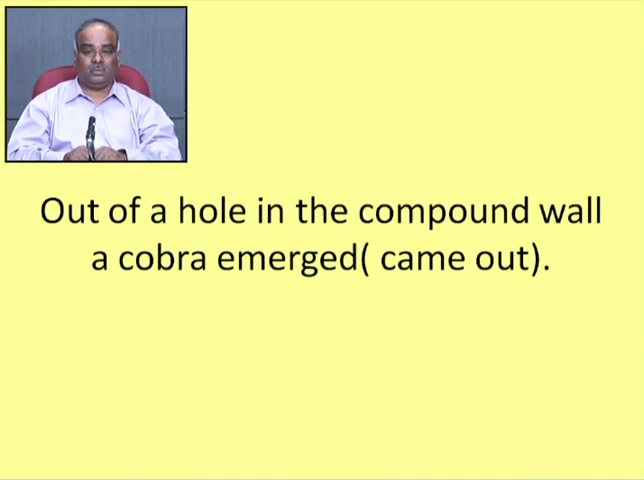 Out of a hole in the compound wall
a cobra emerged( came out).